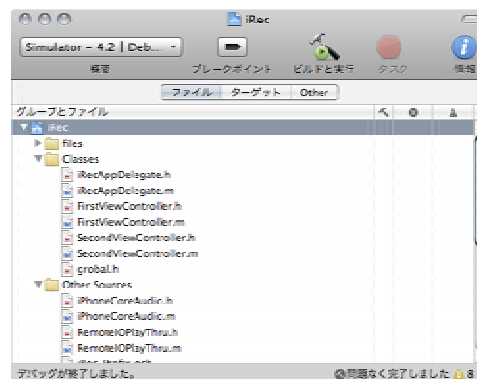 iRec
Simulator - 4.2 | Deb...
概要
ブレークポイント
ビルドと実行
タスク
情報
ファイル
ターゲット
Other
グループとファイル
iRec
files
Classes
iRecAppDelegate.h
iRecAppDelegate.m
FirstViewController.h
FirstViewController.m
SecondViewController.h
SecondViewController.m
grobal.h
Other Sources
iPhoneCoreAudio.h
iPhoneCoreAudio.m
RemoteIOPlayThru.h
RemoteIOPlayThru.m
デバッグが終了しました。
問題なく完了しました 8